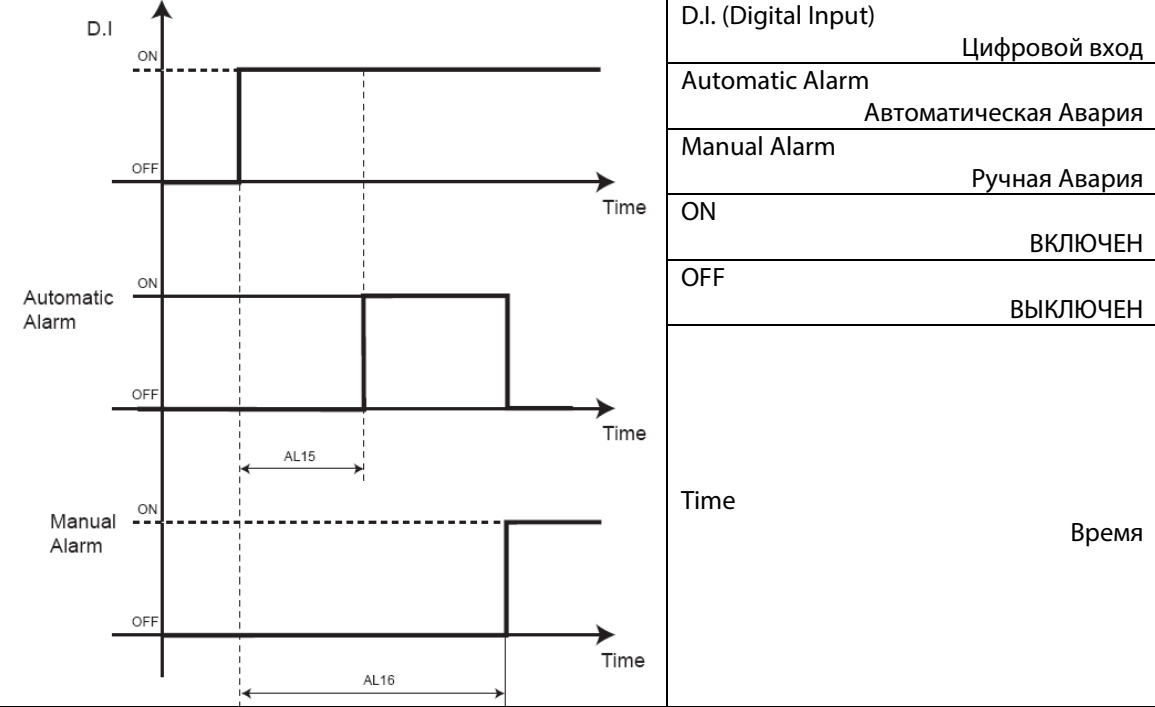 D.I
ON
OFF
Time
Automatic
Alarm
ON
OFF
Time
AL15
Manual
Alarm
ON
OFF
Time
AL16
D.I. (Digital Input)
Цифровой вход
Automatic Alarm
Автоматическая Авария
Manual Alarm
Ручная Авария
ON
ВКЛЮЧЕН
OFF
ВЫКЛЮЧЕН
Time
Время